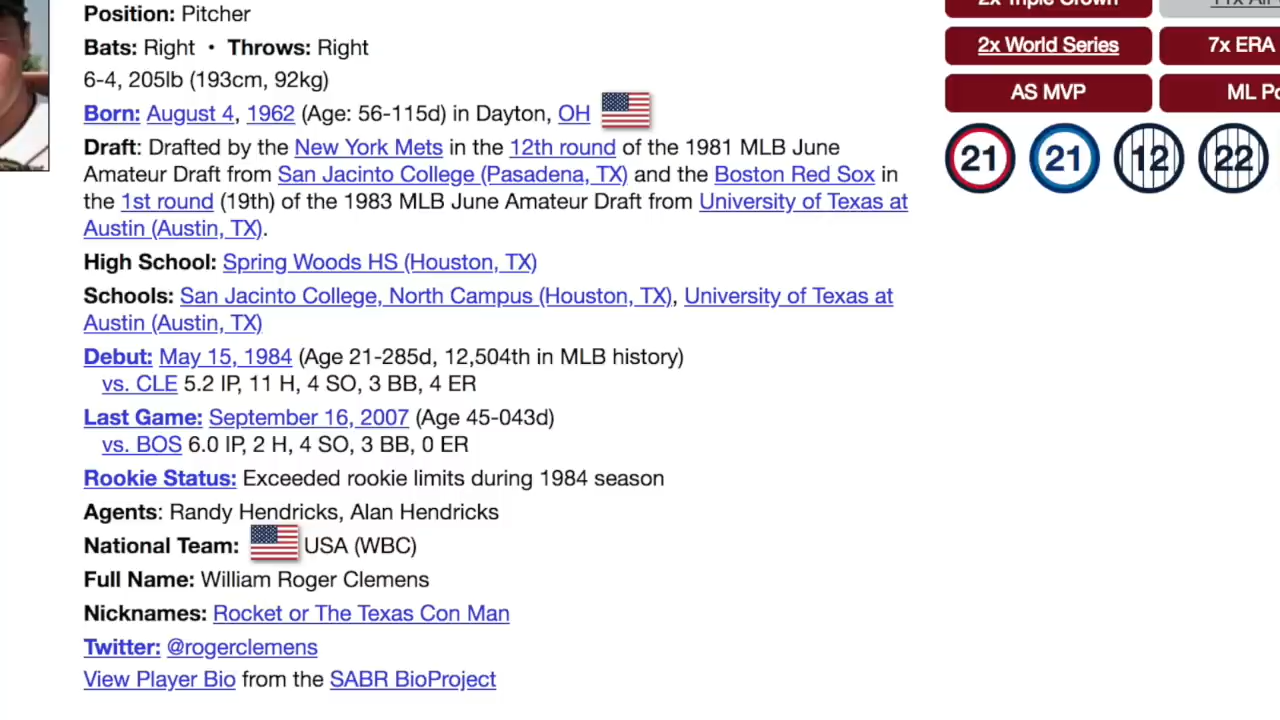 Position: Pitcher
Bats: Right • Throws: Right
6-4, 205lb (193cm, 92kg)
Born: August 4, 1962 (Age: 56-115d) in Dayton, OH
Draft: Drafted by the New York Mets in the 12th round of the 1981 MLB June
Amateur Draft from San Jacinto College (Pasadena, TX) and the Boston Red Sox in
the 1st round (19th) of the 1983 MLB June Amateur Draft from University of Texas at
Austin (Austin, TX).
High School: Spring Woods HS (Houston, TX)
Schools: San Jacinto College, North Campus (Houston, TX), University of Texas at
Austin (Austin, TX)
Debut: May 15, 1984 (Age 21-285d, 12,504th in MLB history)
vs. CLE 5.2 IP, 11 H, 4 SO, 3 BB, 4 ER
Last Game: September 16, 2007 (Age 45-043d)
vs. BOS 6.0 IP, 2 H, 4 SO, 3 BB, 0 ER
Rookie Status: Exceeded rookie limits during 1984 season
Agents: Randy Hendricks, Alan Hendricks
National Team: USA (WBC)
Full Name: William Roger Clemens
Nicknames: Rocket or The Texas Con Man
Twitter: @rogerclemens
View Player Bio from the SABR BioProject
2x Triple Crown
2x World Series 7x ERA
AS MVP ML
21 21 12 22